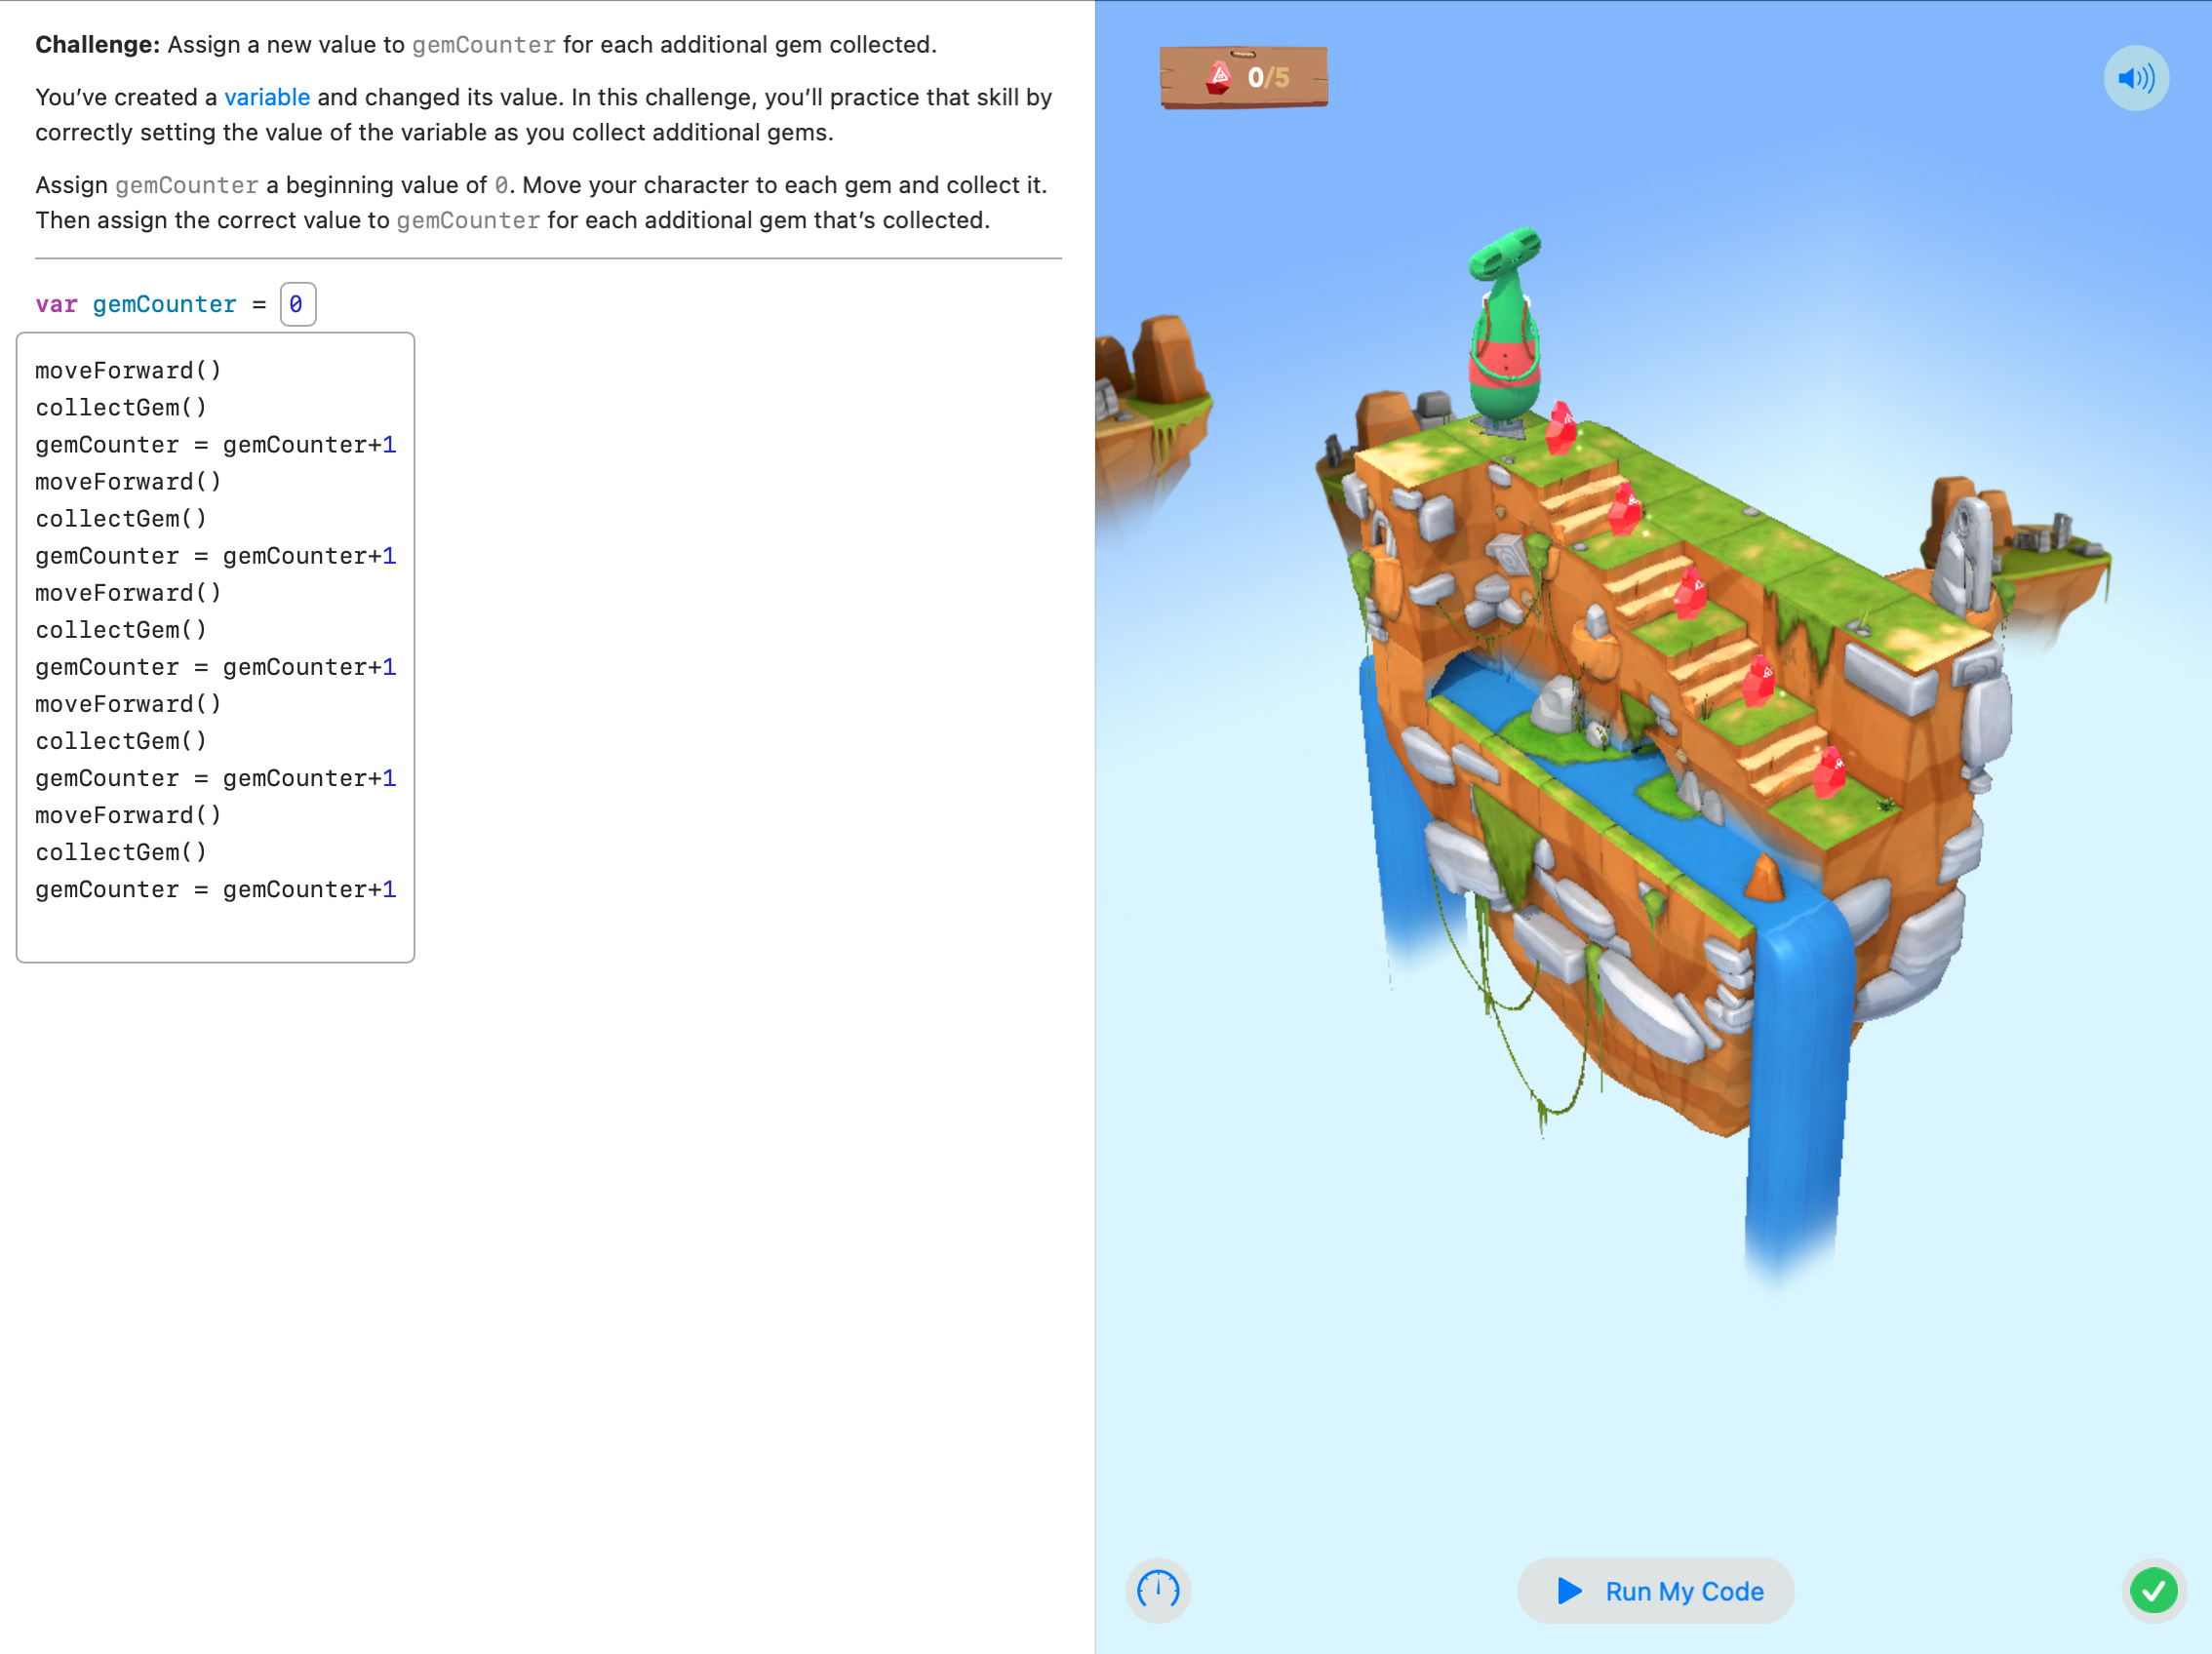 Challenge: Assign a new value to gemCounter for each additional gem collected.
You’ve created a variable and changed its value. In this challenge, you’ll practice that skill by
correctly setting the value of the variable as you collect additional gems.
Assign gemCounter a beginning value of 0. Move your character to each gem and collect it.
Then assign the correct value to gemCounter for each additional gem that’s collected.
var gemCounter = 0
moveForward()
collectGem()
gemCounter = gemCounter+1
moveForward()
collectGem()
gemCounter = gemCounter+1
moveForward()
collectGem()
gemCounter = gemCounter+1
moveForward()
collectGem()
gemCounter = gemCounter+1
moveForward()
collectGem()
gemCounter = gemCounter+1
0/5
Run My Code